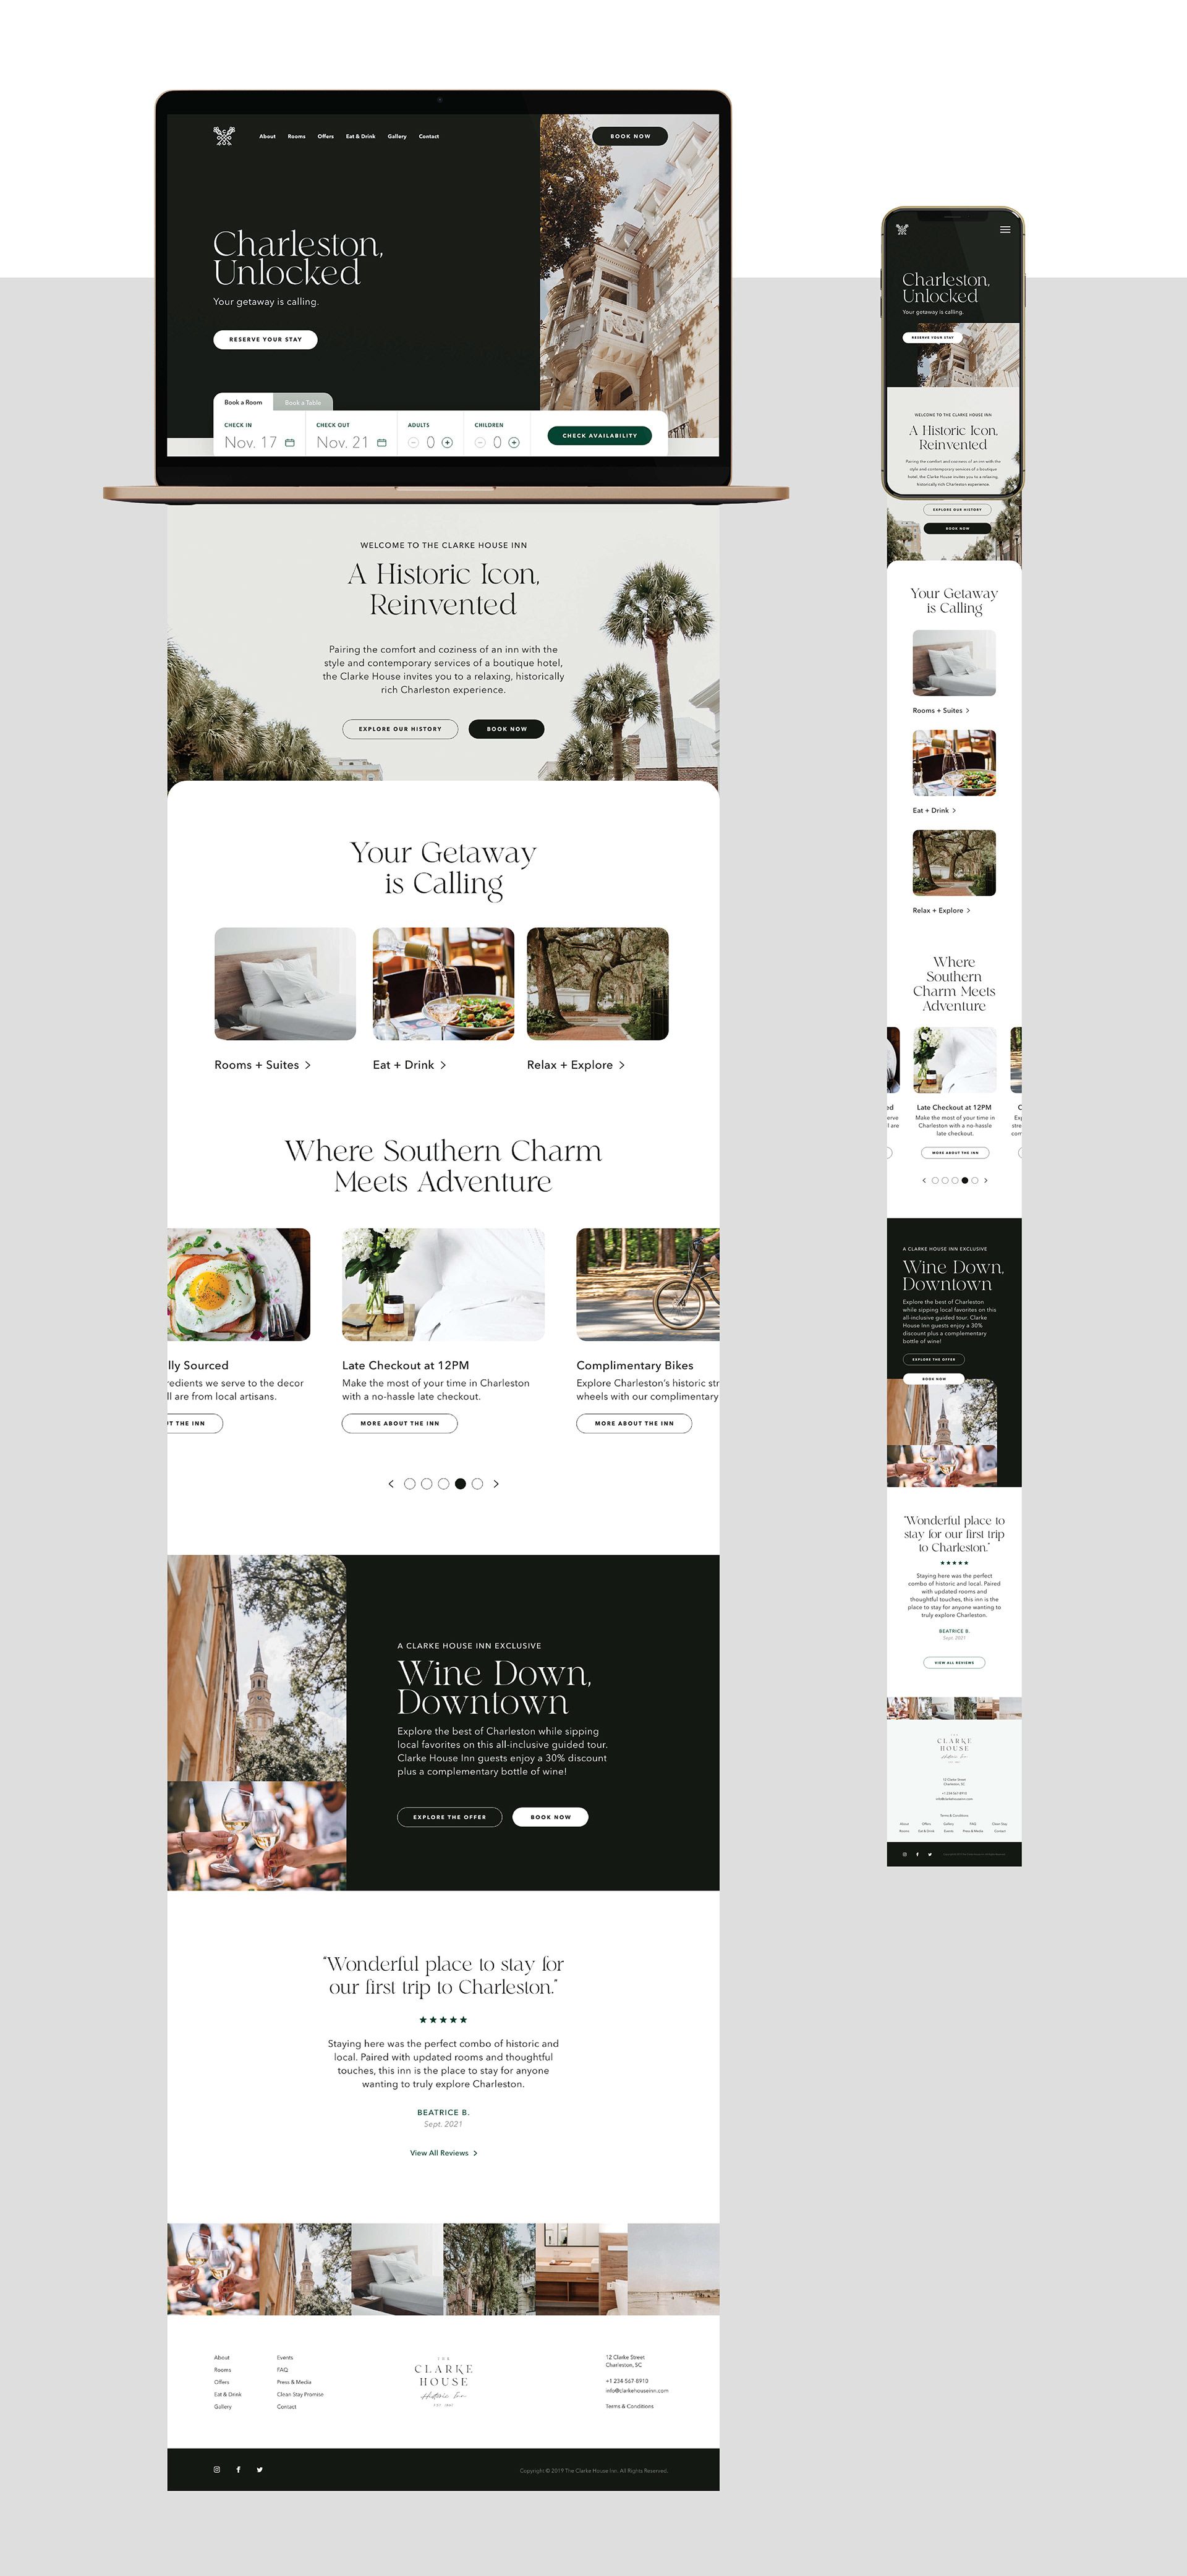 About Rooms Offers Eat & Drink Gallery Contact
BOOK NOW
Charleston,
Unlocked
Your getaway is calling.
RESERVE YOUR STAY
Book a Room Book a Table
CHECK IN CHECK OUT ADULTS CHILDREN
Nov. 17 Nov. 21 0 0
CHECK AVAILABILITY
WELCOME TO THE CLARKE HOUSE INN
A Historic Icon,
Reinvented
Pairing the comfort and coziness of an inn with the
style and contemporary services of a boutique hotel,
the Clarke House invites you to a relaxing, historically
rich Charleston experience.
EXPLORE OUR HISTORY BOOK NOW
Your Getaway
is Calling
Rooms + Suites > Eat + Drink > Relax + Explore >
Where Southern Charm
Meets Adventure
lly Sourced
redients we serve to the decor
ll are from local artisans.
T THE INN
Late Checkout at 12PM
Make the most of your time in Charleston
with a no-hassle late checkout.
MORE ABOUT THE INN
Complimentary Bikes
Explore Charleston's historic str
wheels with our complimentary
MORE ABOUT THE INN
A CLARKE HOUSE INN EXCLUSIVE
Wine Down,
Downtown
Explore the best of Charleston while sipping
local favorites on this all-inclusive guided tour.
Clarke House Inn guests enjoy a 30% discount
plus a complementary bottle of wine!
EXPLORE THE OFFER BOOK NOW
"Wonderful place to stay for
our first trip to Charleston."
★★★★★
Staying here was the perfect combo of historic and
local. Paired with updated rooms and thoughtful
touches, this inn is the place to stay for anyone
wanting to truly explore Charleston.
BEATRICE B.
Sept. 2021
View All Reviews >
About
Rooms
Offers
Eat & Drink
Gallery
Events
FAQ
Press & Media
Clean Stay Promise
Contact
THE
CLARKE
HOUSE
Historic Inn
12 Clarke Street
Charleston, SC
+1 234 567 8910
info@clarkehouseinn.com
Terms & Conditions
Copyright © 2019 The Clarke House Inn. All Rights Reserved.
Charleston,
Unlocked
Your getaway is calling.
RESERVE YOUR STAY
WELCOME TO THE CLARKE HOUSE INN
A Historic Icon,
Reinvented
Pairing the comfort and coziness of an inn with the
style and contemporary services of a boutique
hotel, the Clarke House invites you to a relaxing,
historically rich Charleston experience.
EXPLORE OUR HISTORY
BOOK NOW
Your Getaway
is Calling
Rooms + Suites >
Eat + Drink >
Relax + Explore >
Where
Southern
Charm Meets
Adventure
ed
erve
l are
Late Checkout at 12PM
Make the most of your time in
Charleston with a no-hassle
late checkout.
MORE ABOUT THE INN
C
Exp
stre
com
A CLARKE HOUSE INN EXCLUSIVE
Wine Down,
Downtown
Explore the best of Charleston
while sipping local favorites on this
all-inclusive guided tour. Clarke
House Inn guests enjoy a 30%
discount plus a complementary
bottle of wine!
EXPLORE THE OFFER
BOOK NOW
"Wonderful place to
stay for our first trip
to Charleston."
★★★★★
Staying here was the perfect
combo of historic and local. Paired
with updated rooms and
thoughtful touches, this inn is the
place to stay for anyone wanting to
truly explore Charleston.
BEATRICE B.
Sept. 2021
VIEW ALL REVIEWS
THE
CLARKE
HOUSE
Historic Inn
12 Clarke Street
Charleston, SC
+1 234 567 8910
info@clarkehouseinn.com
Terms & Conditions
About Offers Gallery FAQ Clean Stay
Rooms Eat & Drink Events Press & Media Contact